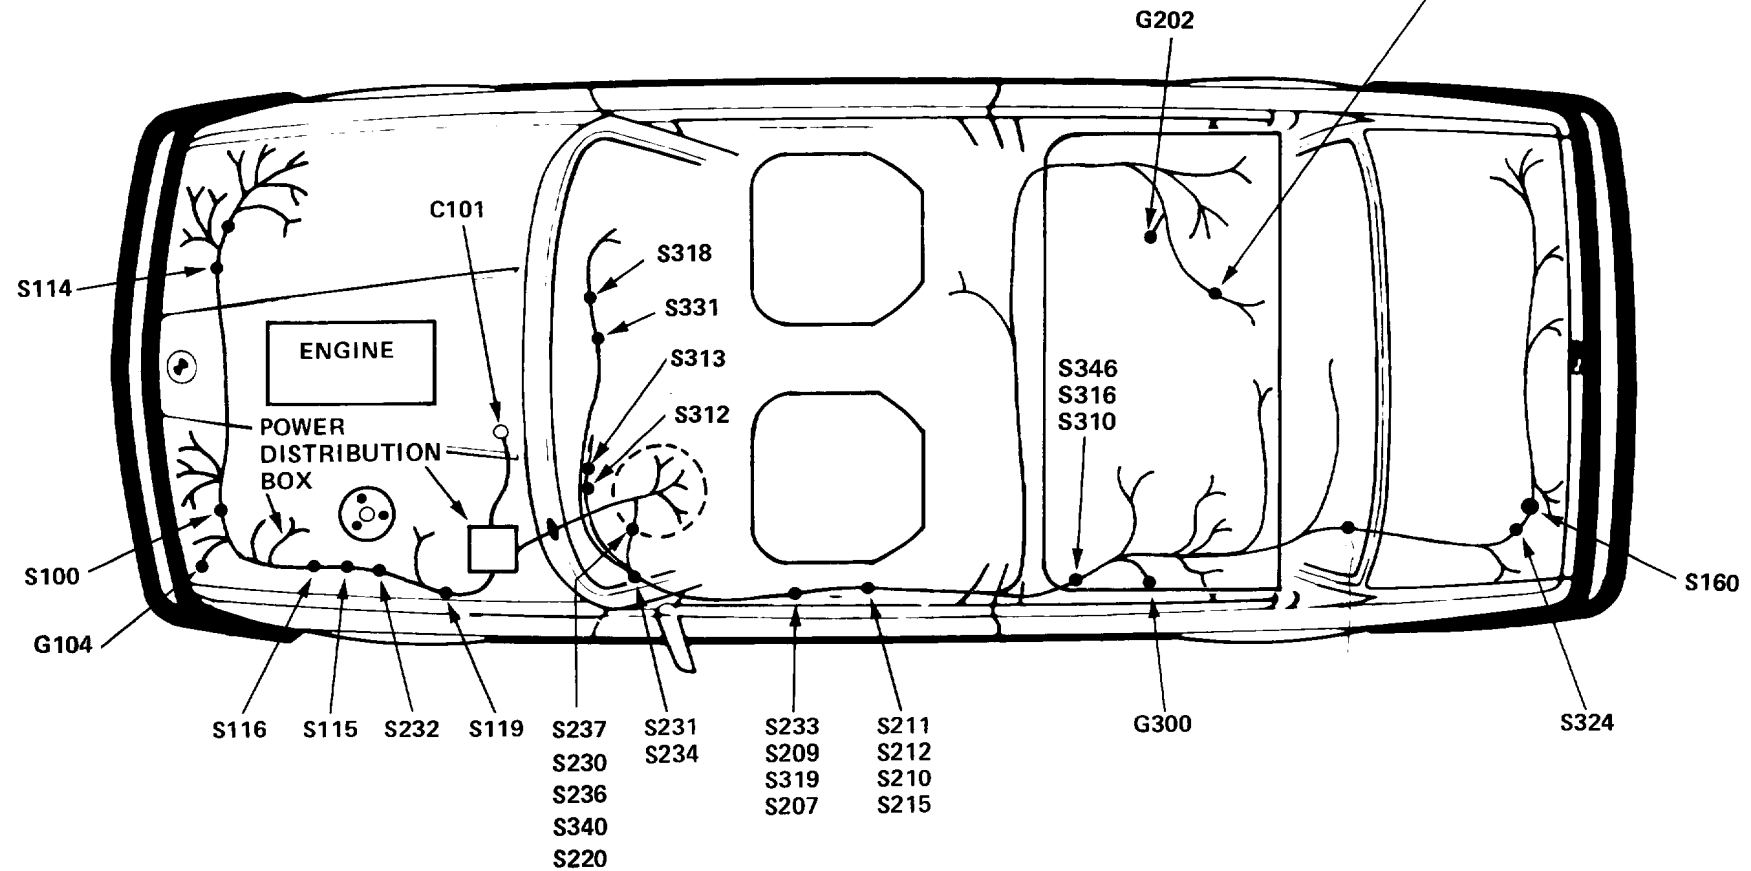 G202
C101
S318
S114
S331
ENGINE
S313
S346
S316
S310
S312
POWER
DISTRIBUTION
BOX
S100
S160
G104
S116
S115
S232
S119
S237
S230
S236
S340
S220
S231
S234
S233
S209
S319
S207
S211
S212
S210
S215
G300
S324